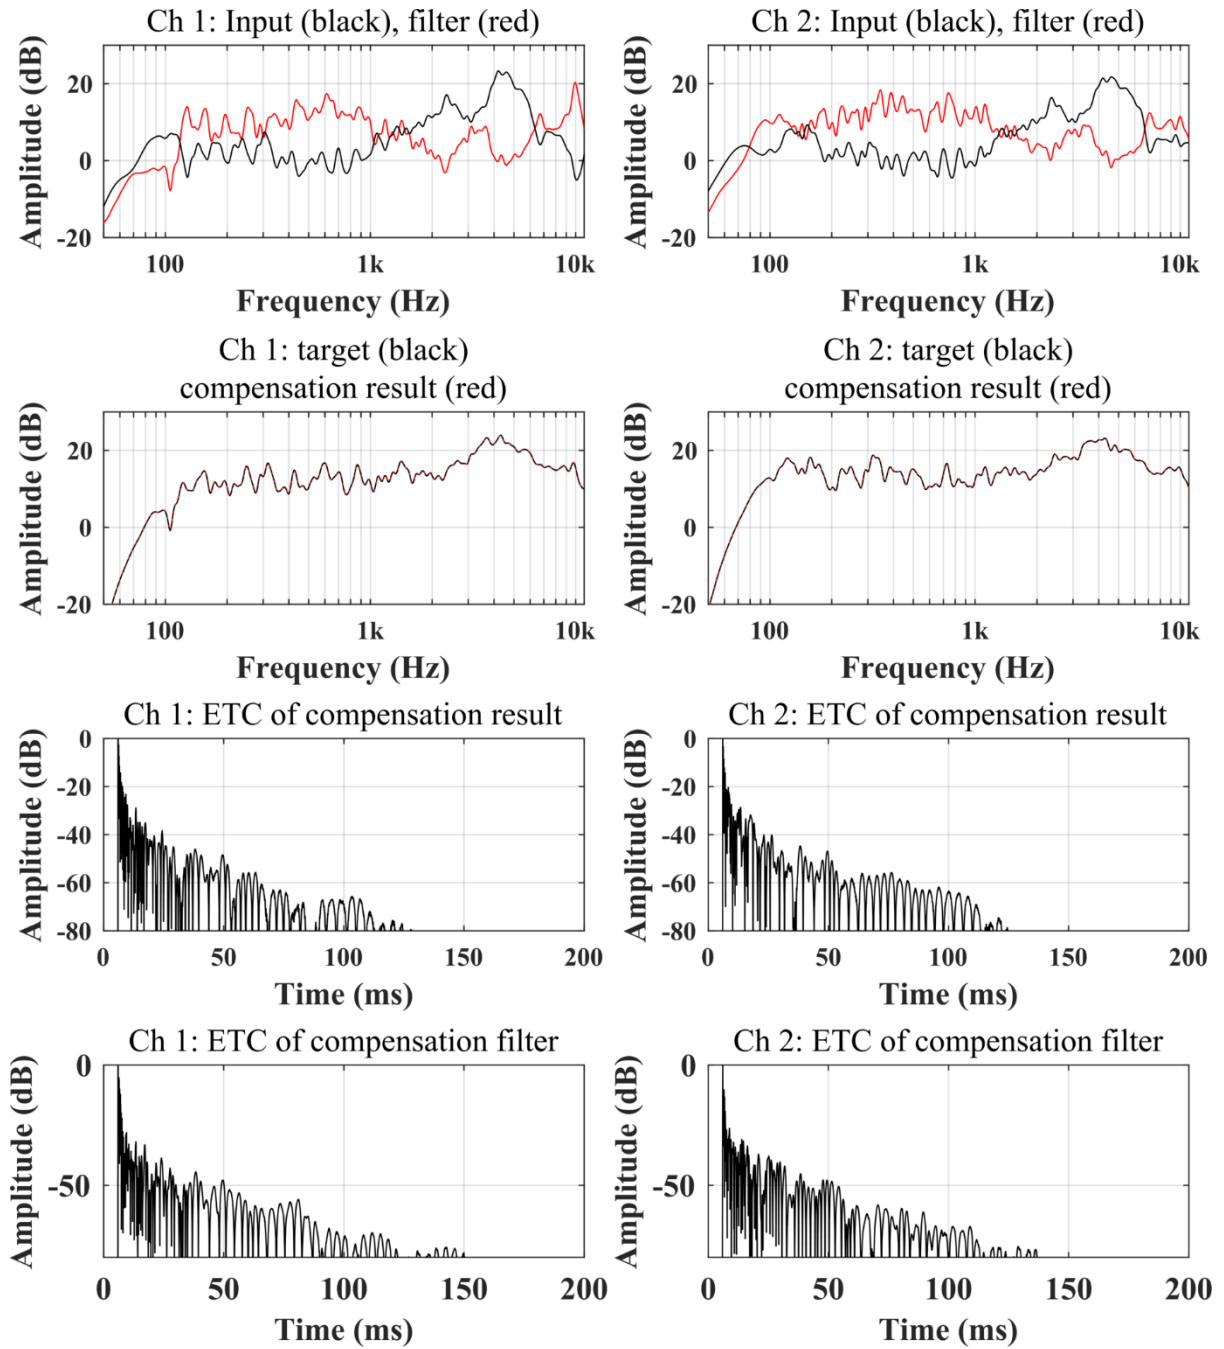 Ch 1: Input (black), filter (red)
Amplitude (dB)
20
0
-20
100
1k
10k
Frequency (Hz)
Ch 2: Input (black), filter (red)
Amplitude (dB)
20
0
-20
100
1k
10k
Frequency (Hz)
Ch 1: target (black)
compensation result (red)
Amplitude (dB)
20
0
-20
100
1k
10k
Frequency (Hz)
Ch 2: target (black)
compensation result (red)
Amplitude (dB)
20
0
-20
100
1k
10k
Frequency (Hz)
Ch 1: ETC of compensation result
Amplitude (dB)
0
-20
-40
-60
-80
0
50
100
150
200
Time (ms)
Ch 2: ETC of compensation result
Amplitude (dB)
0
-20
-40
-60
-80
0
50
100
150
200
Time (ms)
Ch 1: ETC of compensation filter
Amplitude (dB)
0
-50
0
50
100
150
200
Time (ms)
Ch 2: ETC of compensation filter
Amplitude (dB)
0
-50
0
50
100
150
200
Time (ms)